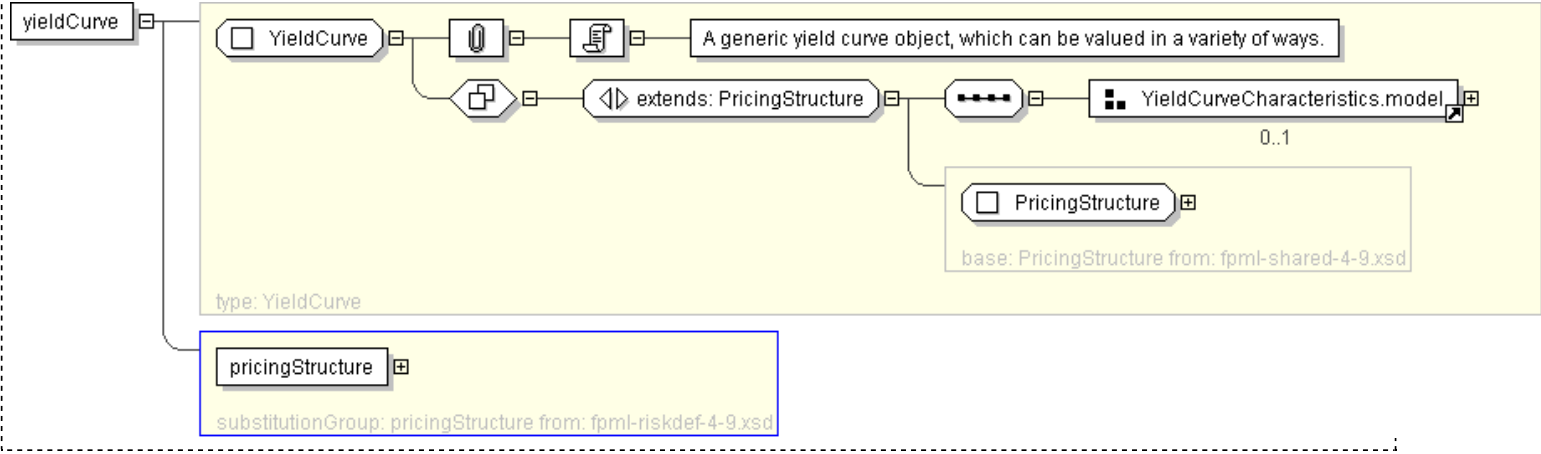 yieldCurve
YieldCurve
A generic yield curve object, which can be valued in a variety of ways.
extends: PricingStructure
YieldCurveCharacteristics.model
0..1
PricingStructure
base: PricingStructure from: fpml-shared-4-9.xsd
type: YieldCurve
pricingStructure
substitutionGroup: pricingStructure from: fpml-riskdef-4-9.xsd